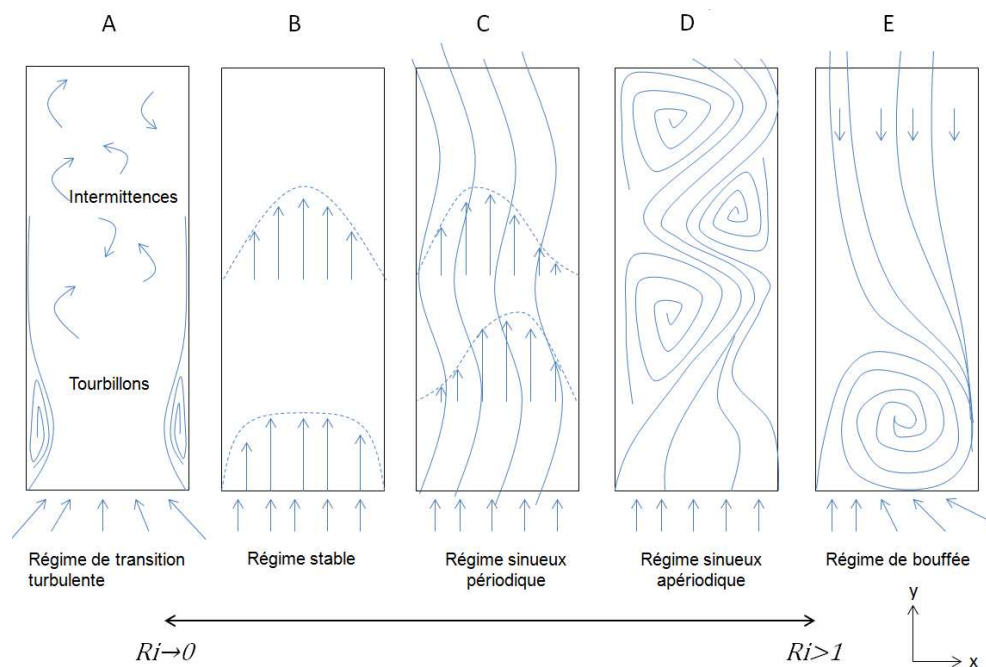 A
B
C
D
E
Intermittences
Tourbillons
Régime de transition
turbulente
Régime stable
Régime sinueux
périodique
Régime sinueux
apériodique
Régime de bouffée
Ri→0
Ri>1
y
x